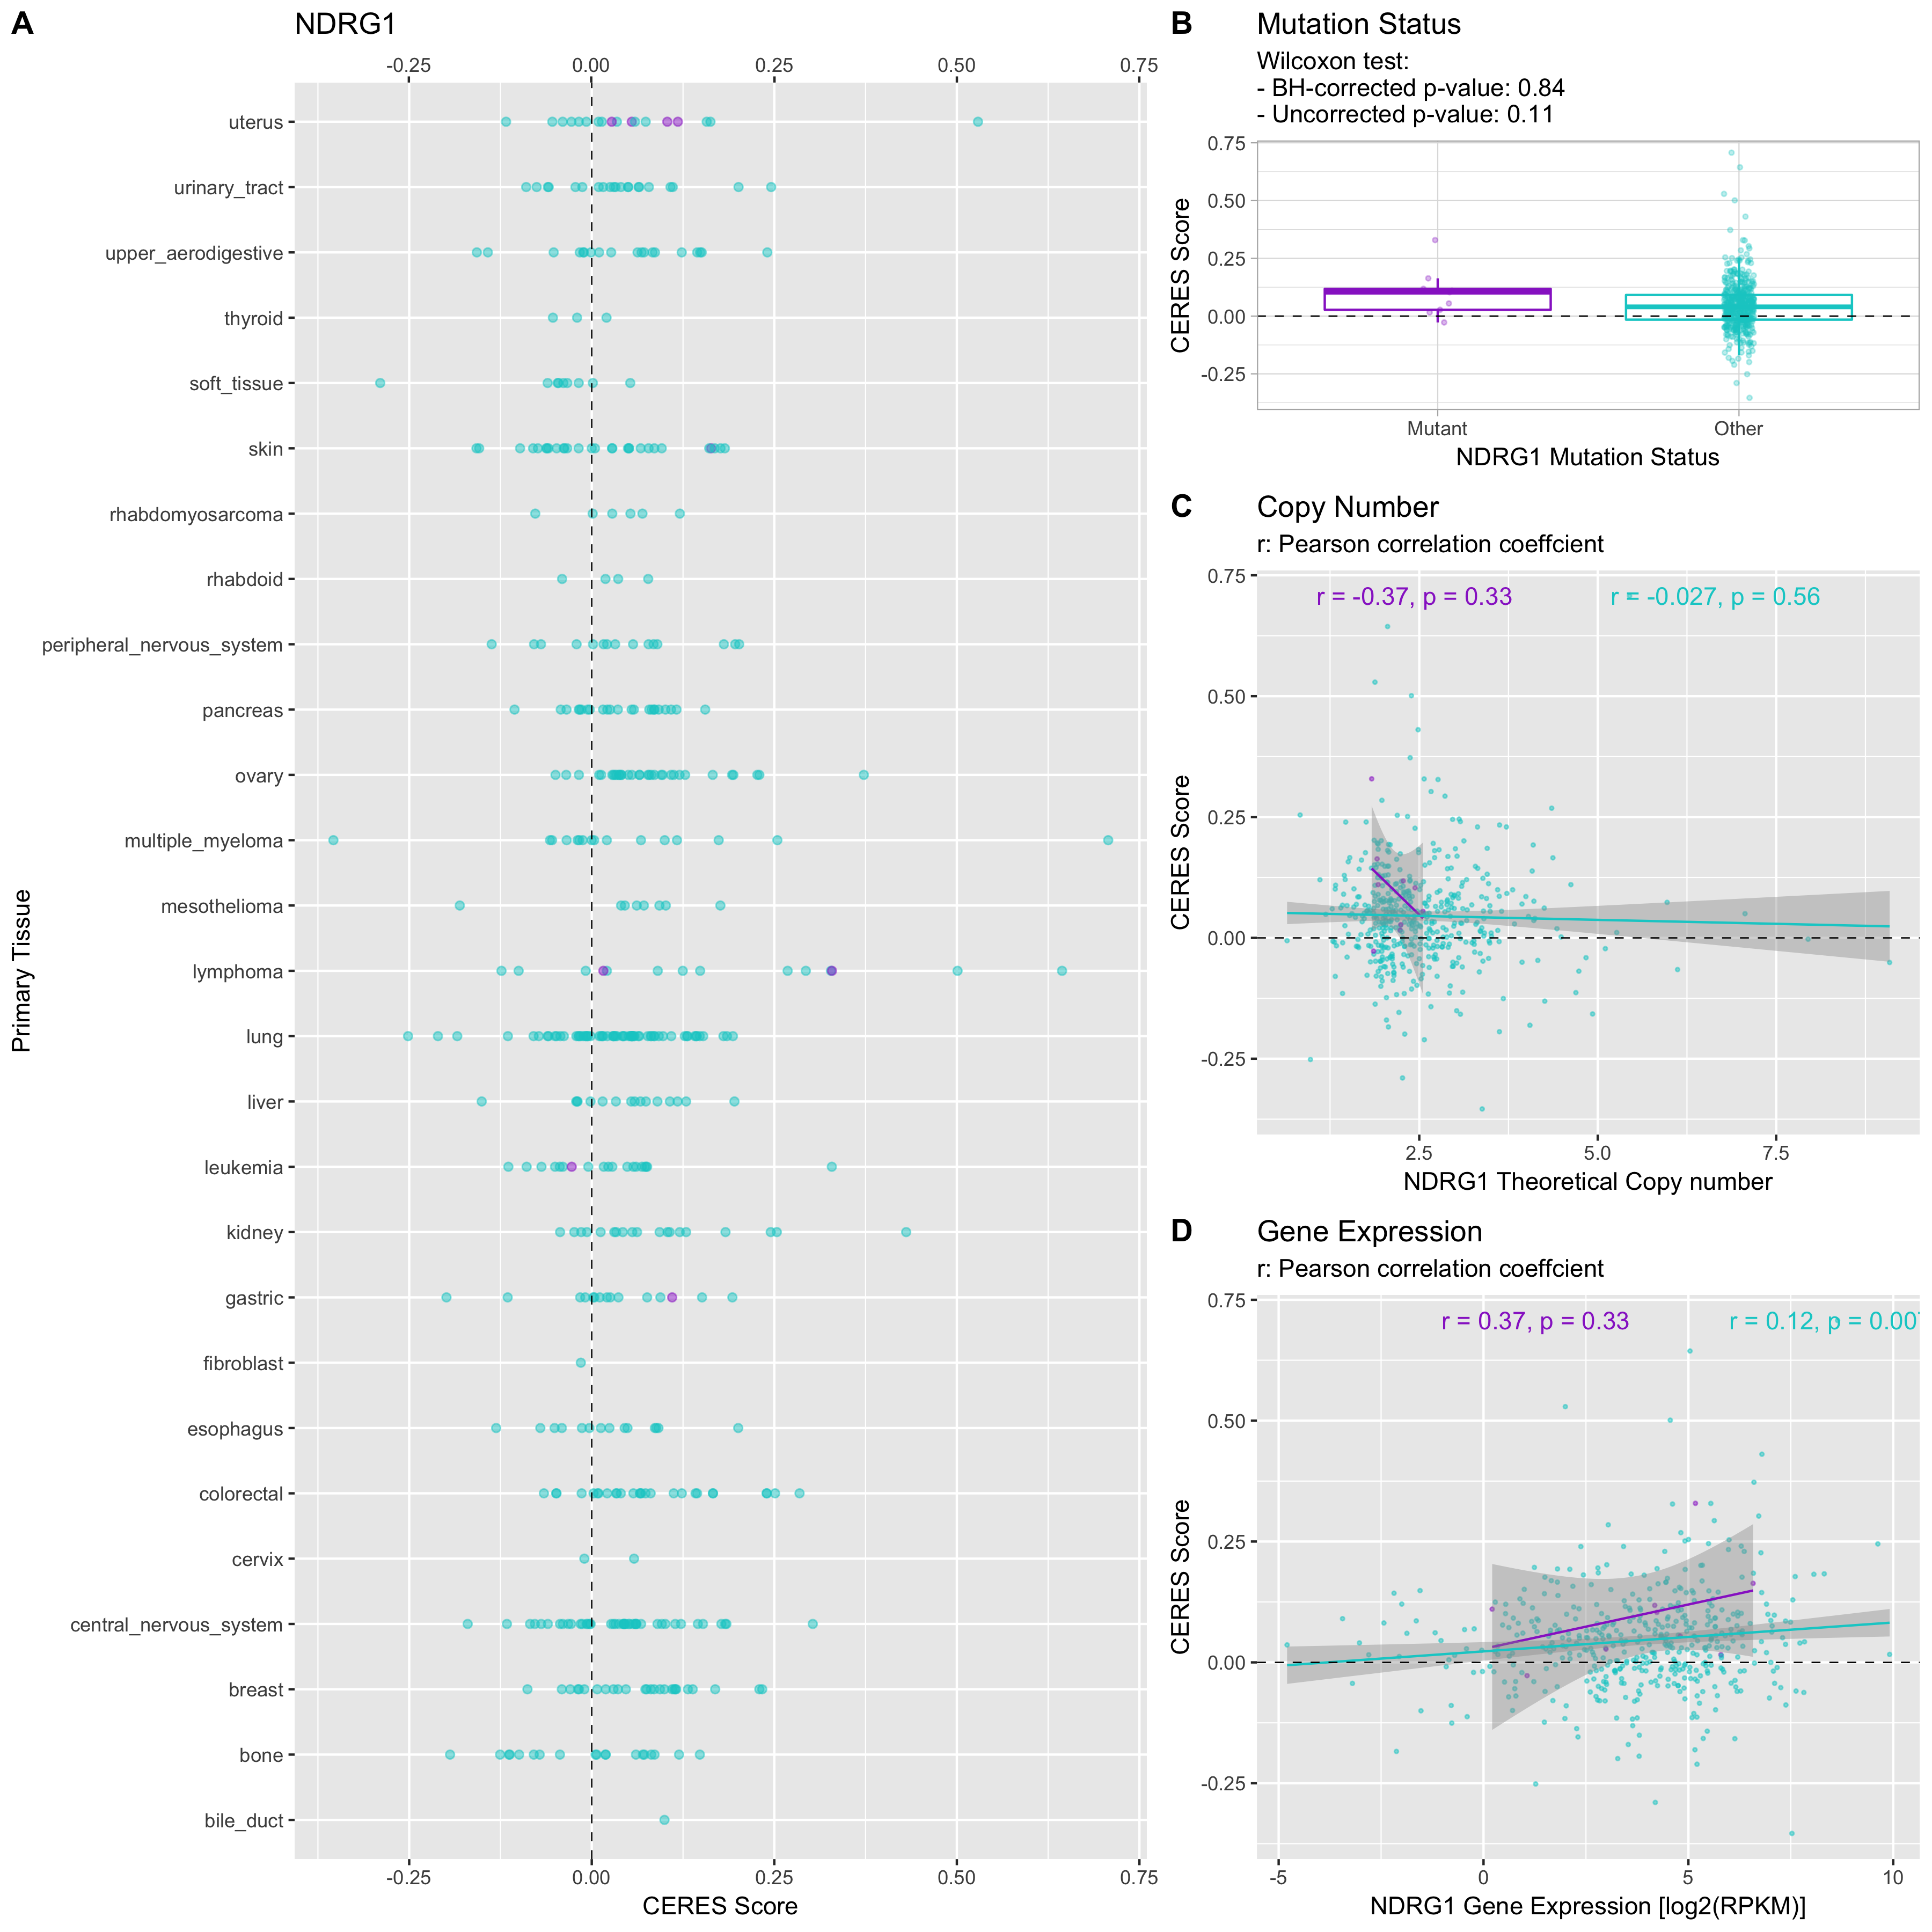 A
NDRG1
-0.25 0.00 0.25 0.50 0.75
Primary Tissue
uterus
urinary_tract
upper_aerodigestive
thyroid
soft_tissue
skin
rhabdomyosarcoma
rhabdoid
peripheral_nervous_system
pancreas
ovary
multiple_myeloma
mesothelioma
lymphoma
lung
liver
leukemia
kidney
gastric
fibroblast
esophagus
colorectal
cervix
central_nervous_system
breast
bone
bile_duct
-0.25 0.00 0.25 0.50 0.75
CERES Score
B
Mutation Status
Wilcoxon test:
- BH-corrected p-value: 0.84
- Uncorrected p-value: 0.11
CERES Score
0.75
0.50
0.25
0.00
-0.25
Mutant Other
NDRG1 Mutation Status
C
Copy Number
r: Pearson correlation coeffcient
r = -0.37, p = 0.33 r = -0.027, p = 0.56
CERES Score
0.75
0.50
0.25
0.00
-0.25
2.5 5.0 7.5
NDRG1 Theoretical Copy number
D
Gene Expression
r: Pearson correlation coeffcient
r = 0.37, p = 0.33 r = 0.12, p = 0.00
CERES Score
0.75
0.50
0.25
0.00
-0.25
-5 0 5 10
NDRG1 Gene Expression [log2(RPKM)]